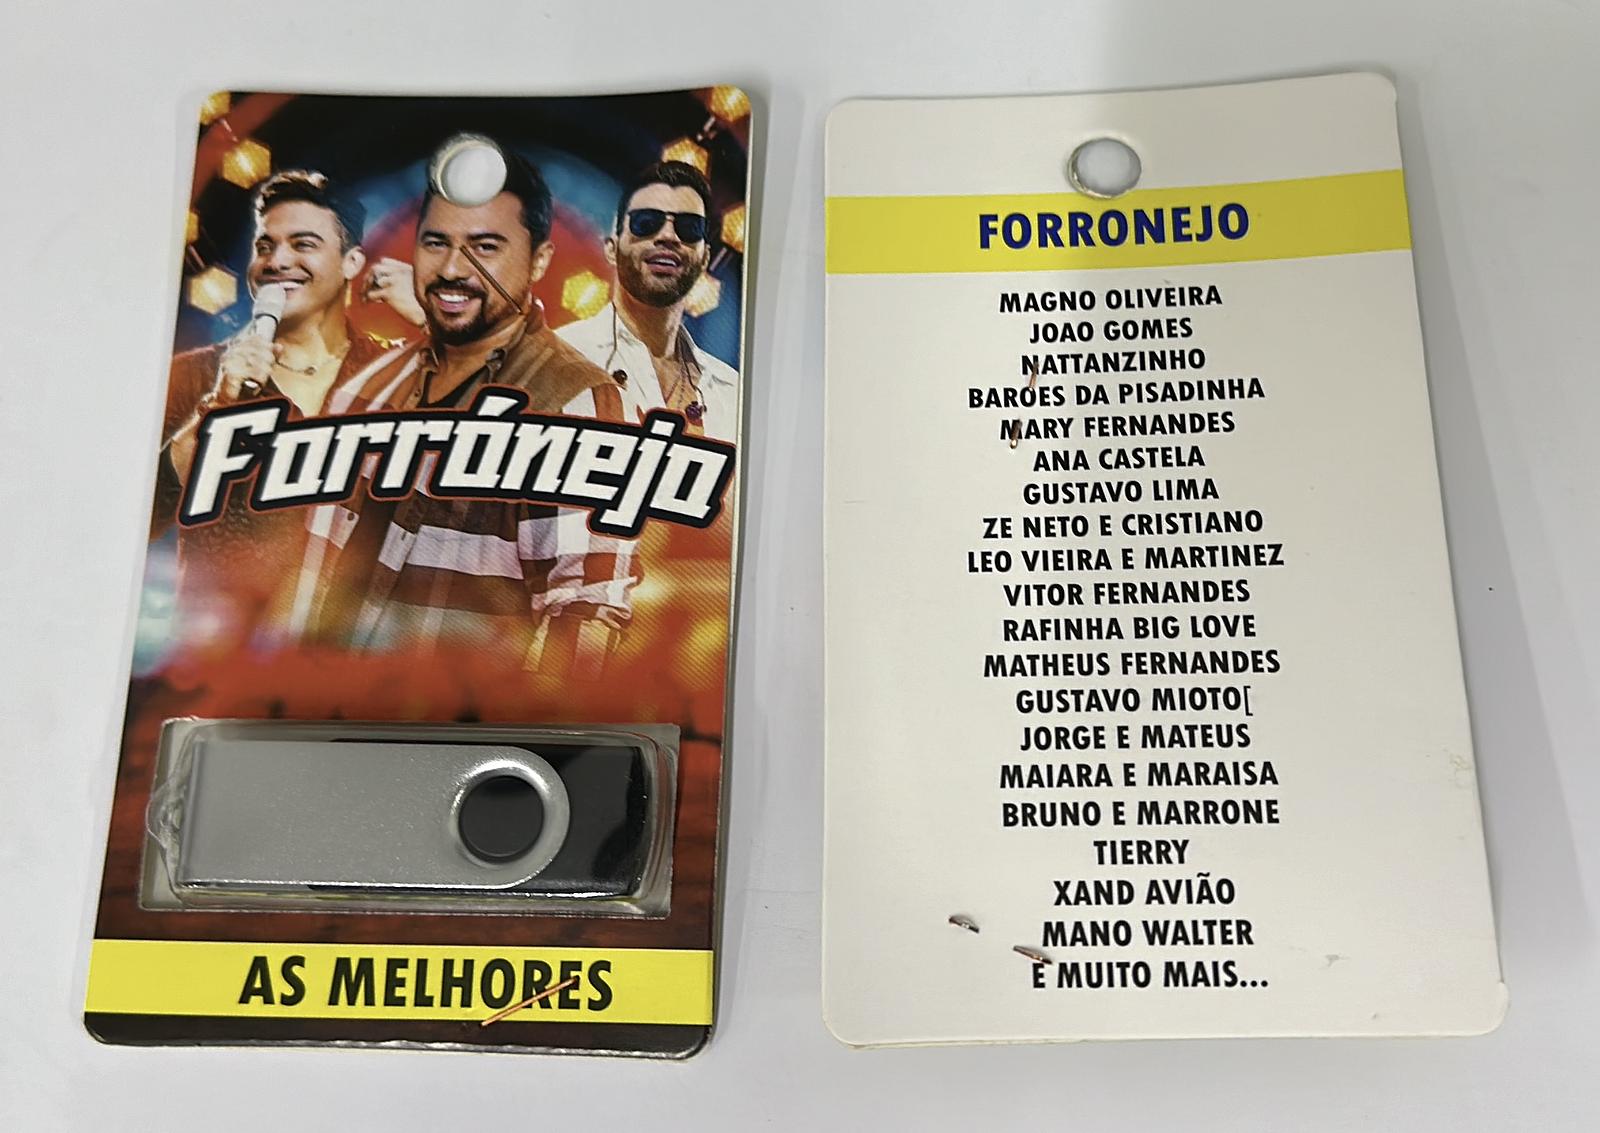 Forrónejo
AS MELHORES
FORRONEJO
MAGNO OLIVEIRA
JOAO GOMES
NATTANZINHO
BARÕES DA PISADINHA
MARY FERNANDES
ANA CASTELA
GUSTAVO LIMA
ZE NETO E CRISTIANO
LEO VIEIRA E MARTINEZ
VITOR FERNANDES
RAFINHA BIG LOVE
MATHEUS FERNANDES
GUSTAVO MIOTO[
JORGE E MATEUS
MAIARA E MARAISA
BRUNO E MARRONE
TIERRY
XAND AVIÃO
MANO WALTER
E MUITO MAIS...